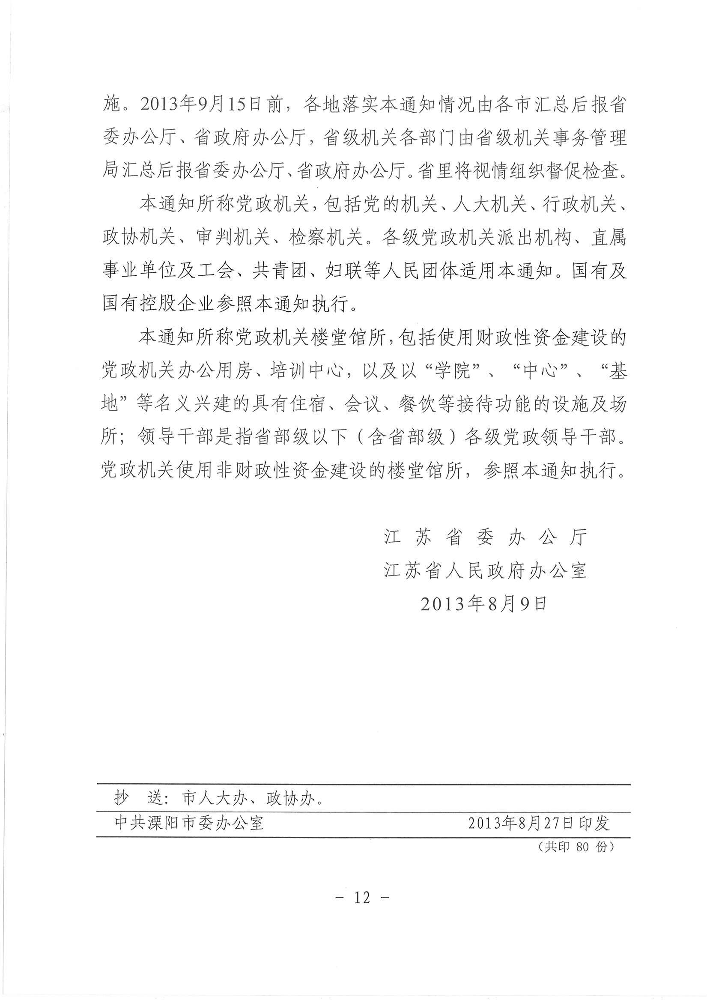 施。2013年9月15日前，各地落实本通知情况由各市汇总后报省
委办公厅、省政府办公厅，省级机关各部门由省级机关事务管理
局汇总后报省委办公厅、省政府办公厅。省里将视情组织督促检查。
本通知所称党政机关，包括党的机关、人大机关、行政机关、
政协机关、审判机关、检察机关。各级党政机关派出机构、直属
事业单位及工会、共青团、妇联等人民团体适用本通知。国有及
国有控股企业参照本通知执行。
本通知所称党政机关楼堂馆所，包括使用财政性资金建设的
党政机关办公用房、培训中心，以及以“学院”、“中心”、“基
地”等名义兴建的具有住宿、会议、餐饮等接待功能的设施及场
所；领导干部是指省部级以下（含省部级）各级党政领导干部。
党政机关使用非财政性资金建设的楼堂馆所，参照本通知执行。
江苏省委办公厅
江苏省人民政府办公室
2013年8月9日
抄　送：市人大办、政协办。
中共溧阳市委办公室　2013年8月27日印发
（共印 80 份）
- 12 -